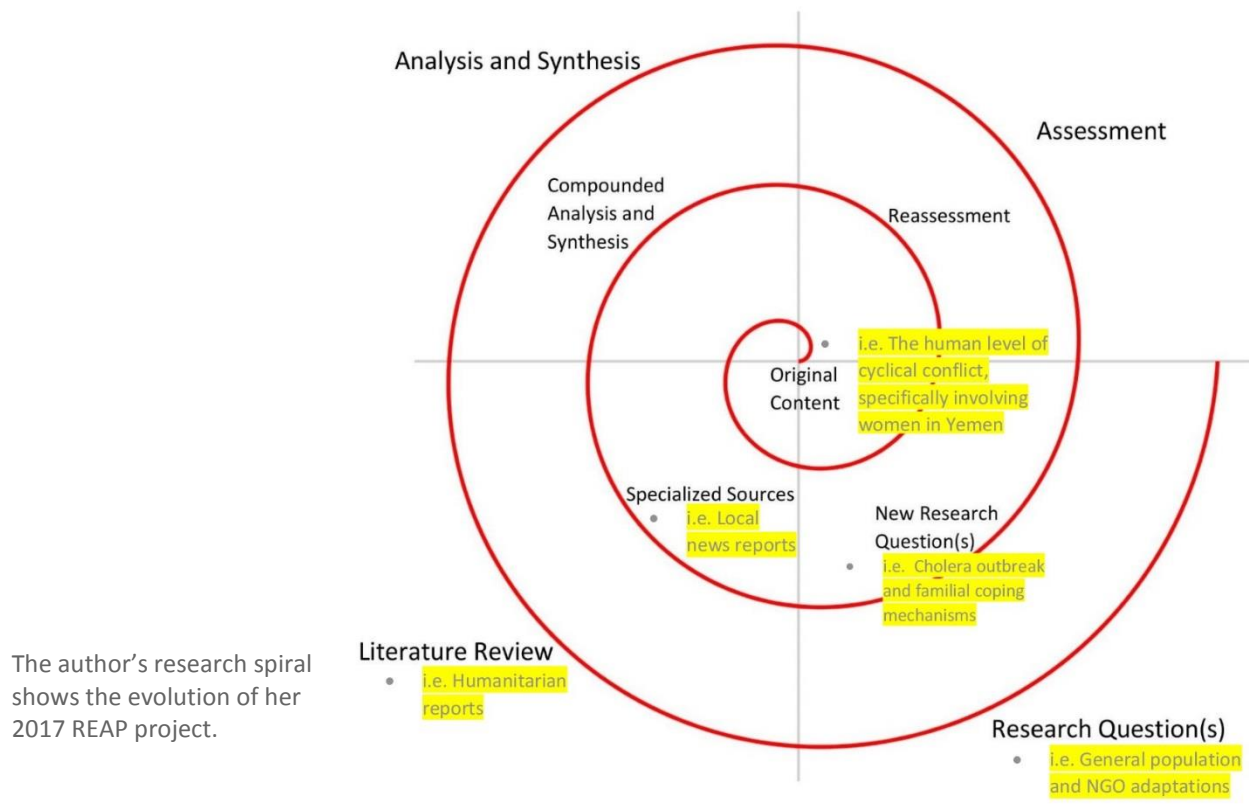 Analysis and Synthesis
Assessment
Compounded
Analysis and
Synthesis
Reassessment
Original
Content
• i.e. The human level of
cyclical conflict,
specifically involving
women in Yemen
Specialized Sources
• i.e. Local
news reports
New Research
Question(s)
• i.e. Cholera outbreak
and familial coping
mechanisms
Literature Review
• i.e. Humanitarian
reports
Research Question(s)
• i.e. General population
and NGO adaptations
The author’s research spiral
shows the evolution of her
2017 REAP project.